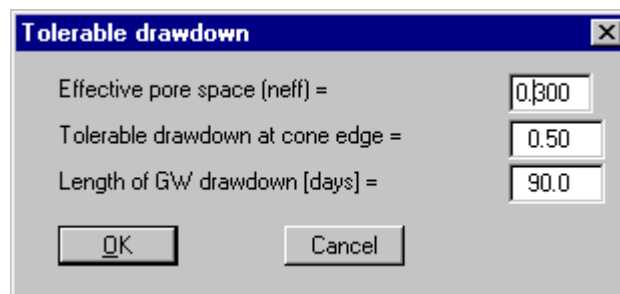 Tolerable drawdown
Effective pore space (neff) = 0.300
Tolerable drawdown at cone edge = 0.50
Length of GW drawdown [days] = 90.0
OK Cancel